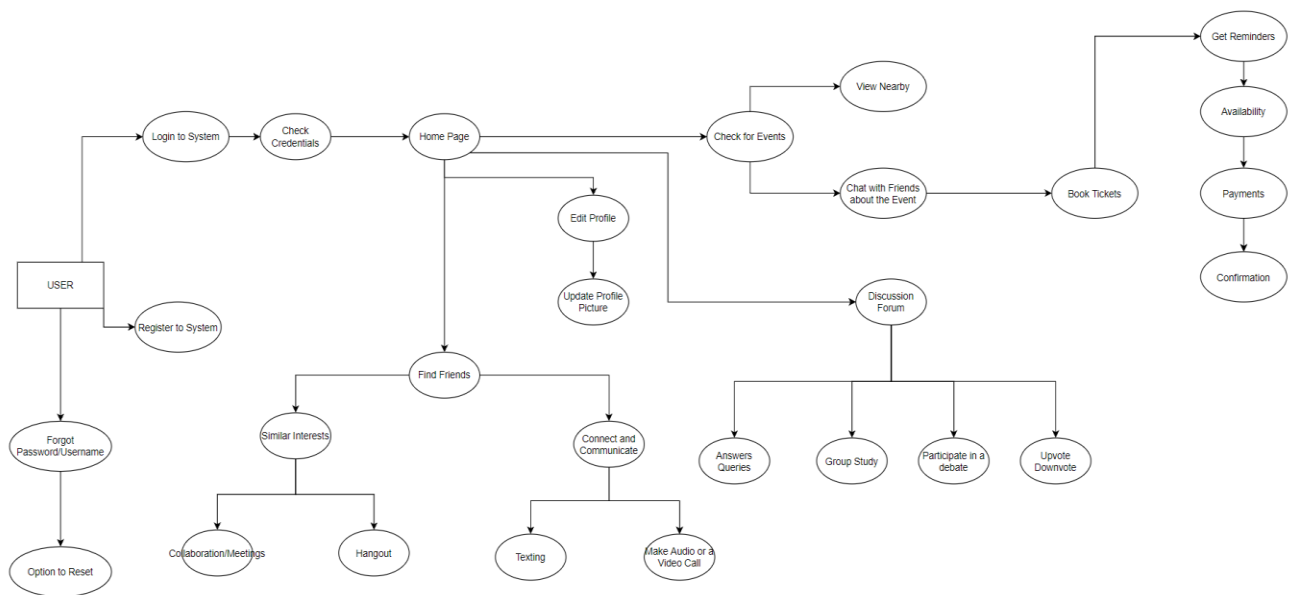 Get Reminders
View Nearby
Availability
Login to System
Check
Credentials
Home Page
Check for Events
Chat with Friends
about the Event
Book Tickets
Payments
Edit Profile
USER
Confirmation
Update Profile
Picture
Discussion
Forum
Register to System
Find Friends
Similar Interests
Connect and
Communicate
Forgot
Password/Username
Answers
Queries
Group Study
Participate in a
debate
Upvote
Downvote
Collaboration/Meetings
Hangout
Texting
Make Audio or a
Video Call
Option to Reset